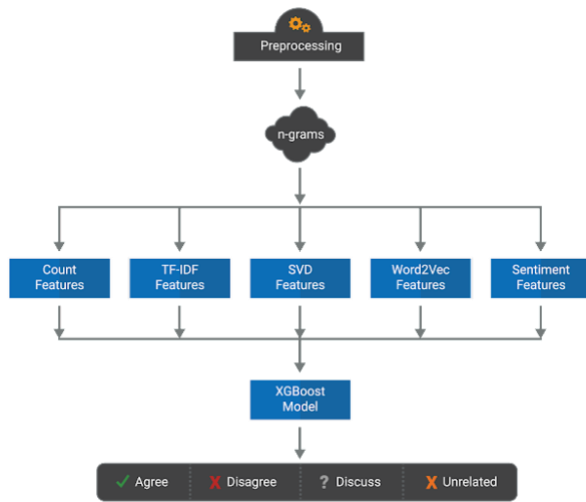 Preprocessing
n-grams
Count
Features
TF-IDF
Features
SVD
Features
Word2Vec
Features
Sentiment
Features
XGBoost
Model
Agree
Disagree
? Discuss
Unrelated